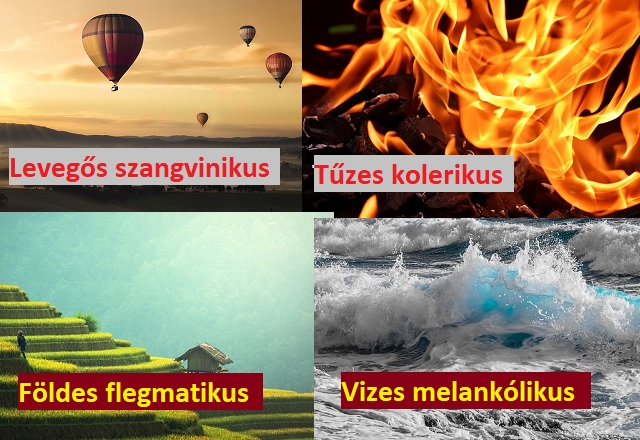 Levegős szangvinikus
Tűzes kolerikus
Földes flegmatikus
Vizes melankólikus